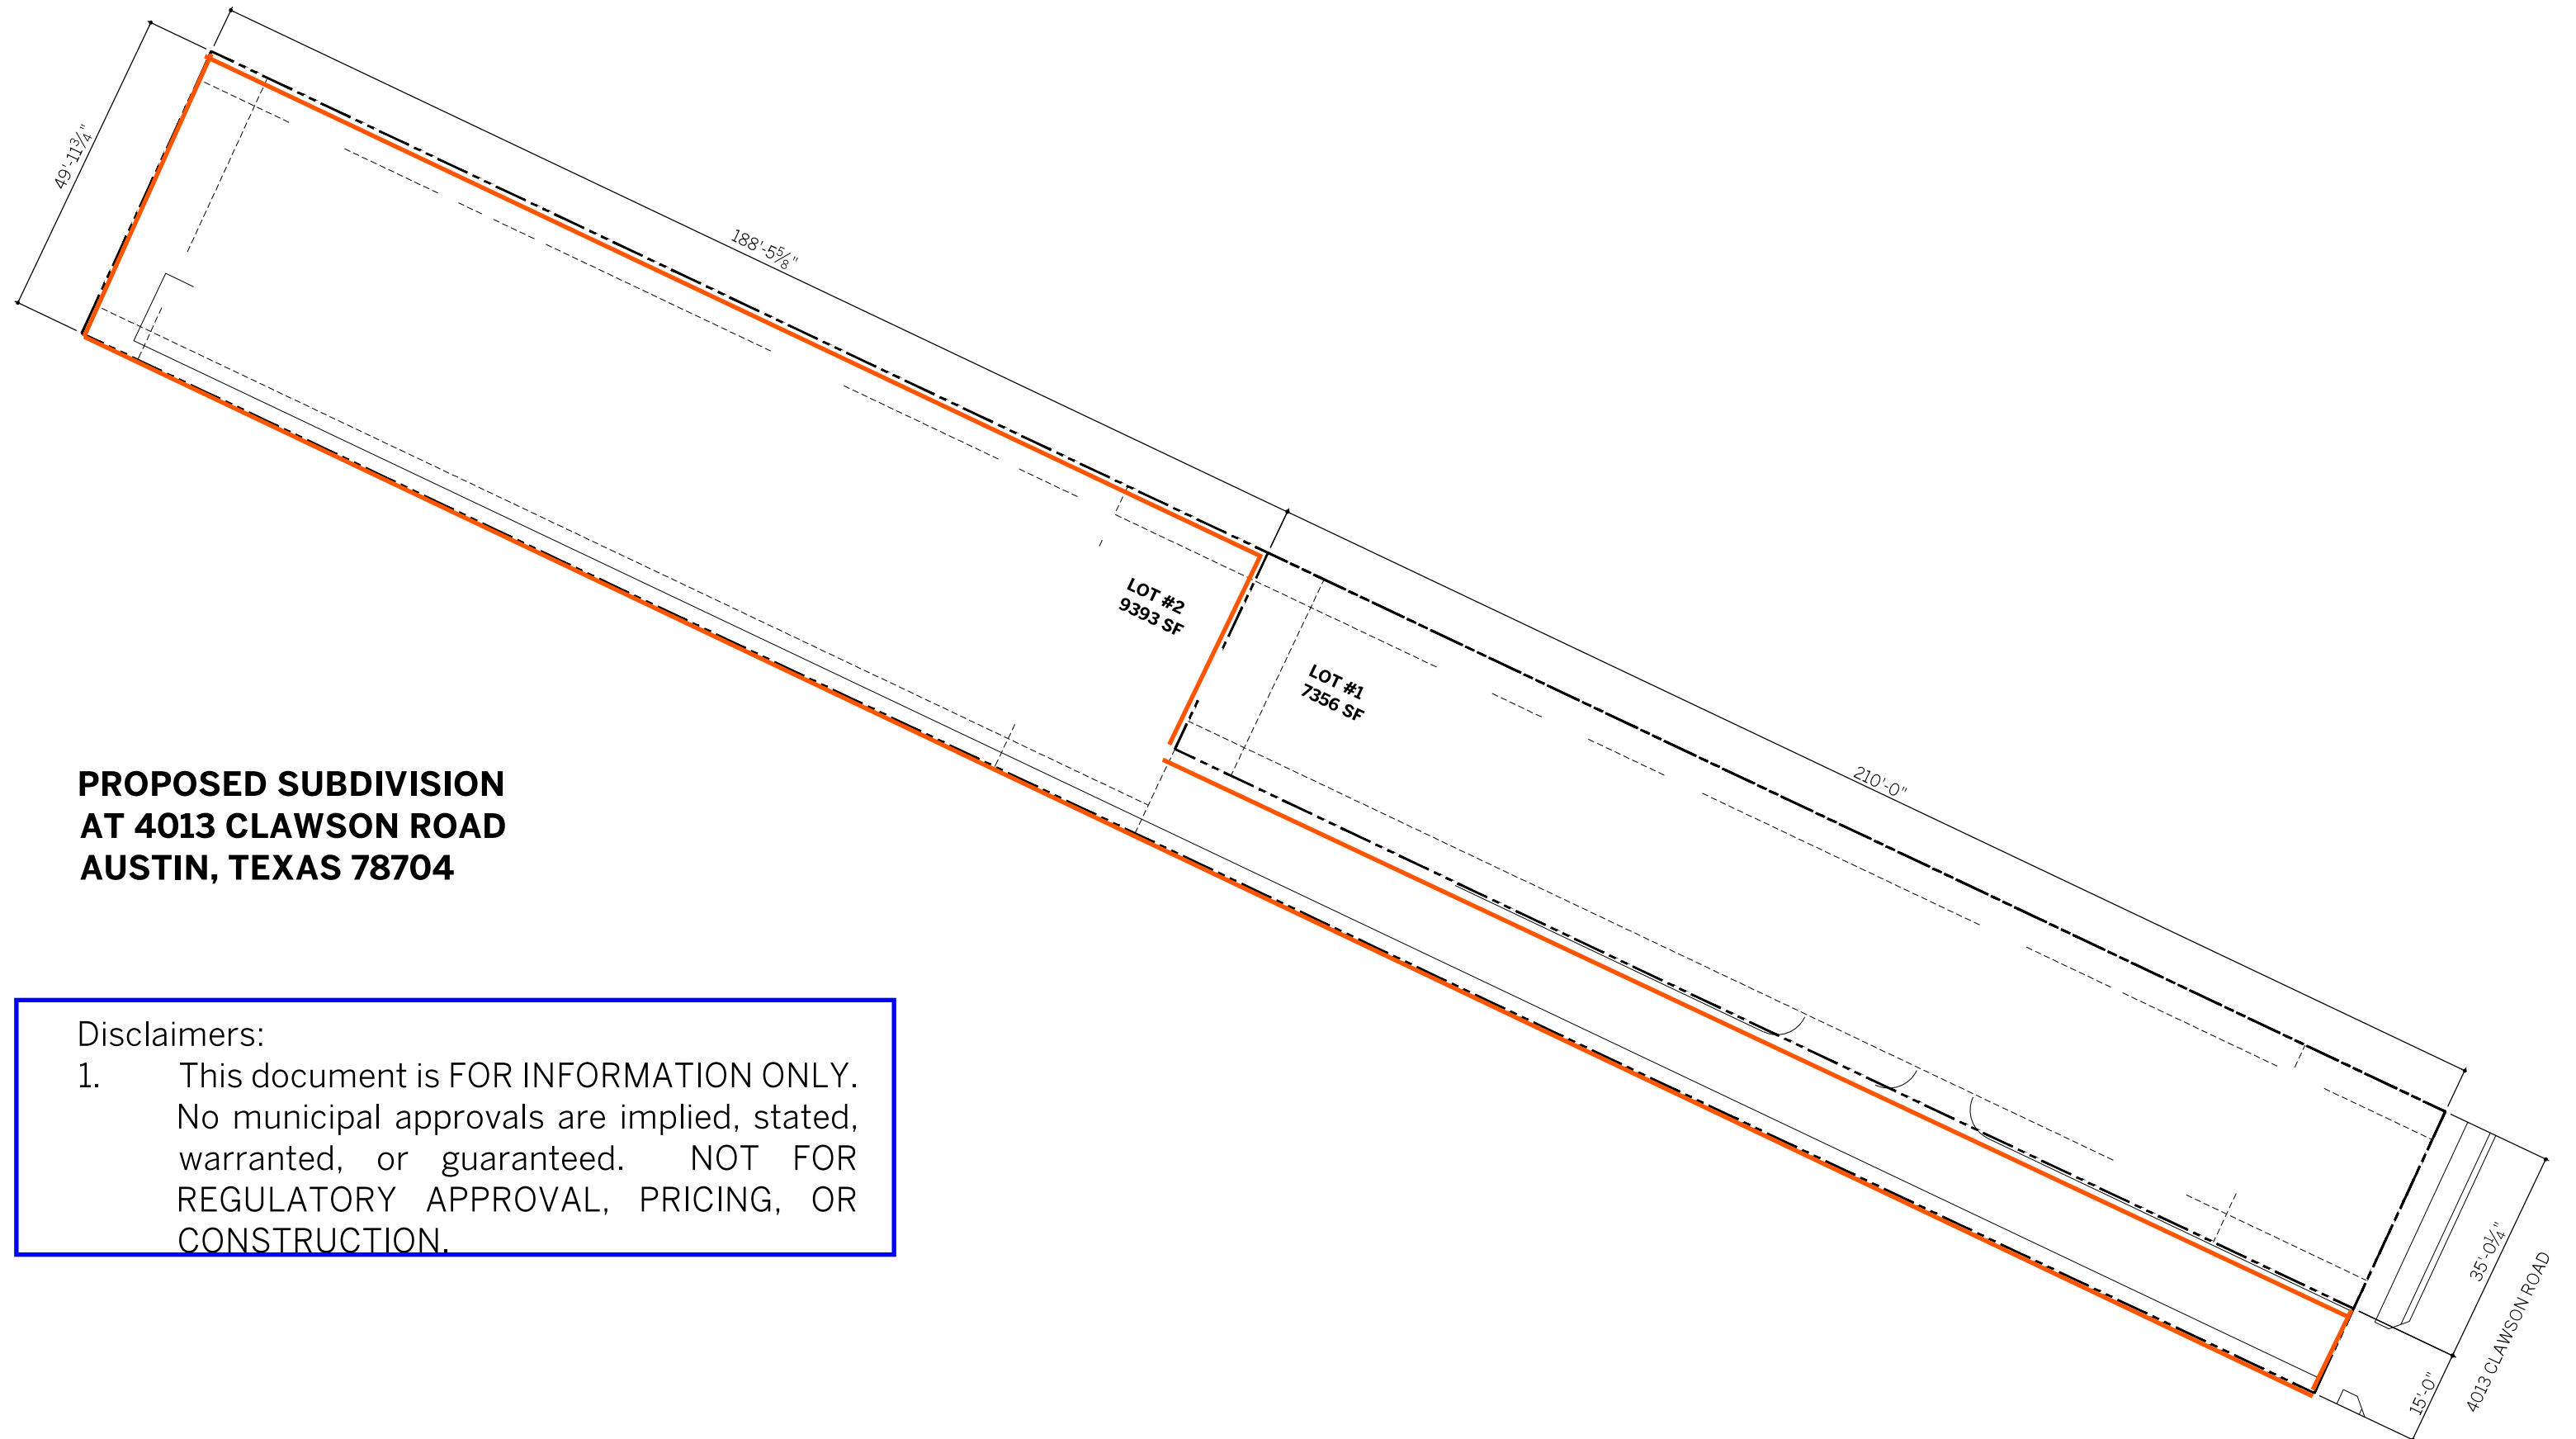 49'-11¾"
188'-5⅝"
LOT #2
9393 SF
LOT #1
7356 SF
210'-0"
PROPOSED SUBDIVISION
AT 4013 CLAWSON ROAD
AUSTIN, TEXAS 78704
Disclaimers:
1. This document is FOR INFORMATION ONLY.
No municipal approvals are implied, stated,
warranted, or guaranteed. NOT FOR
REGULATORY APPROVAL, PRICING, OR
CONSTRUCTION.
35'-0¼"
4013 CLAWSON ROAD
15'-0"